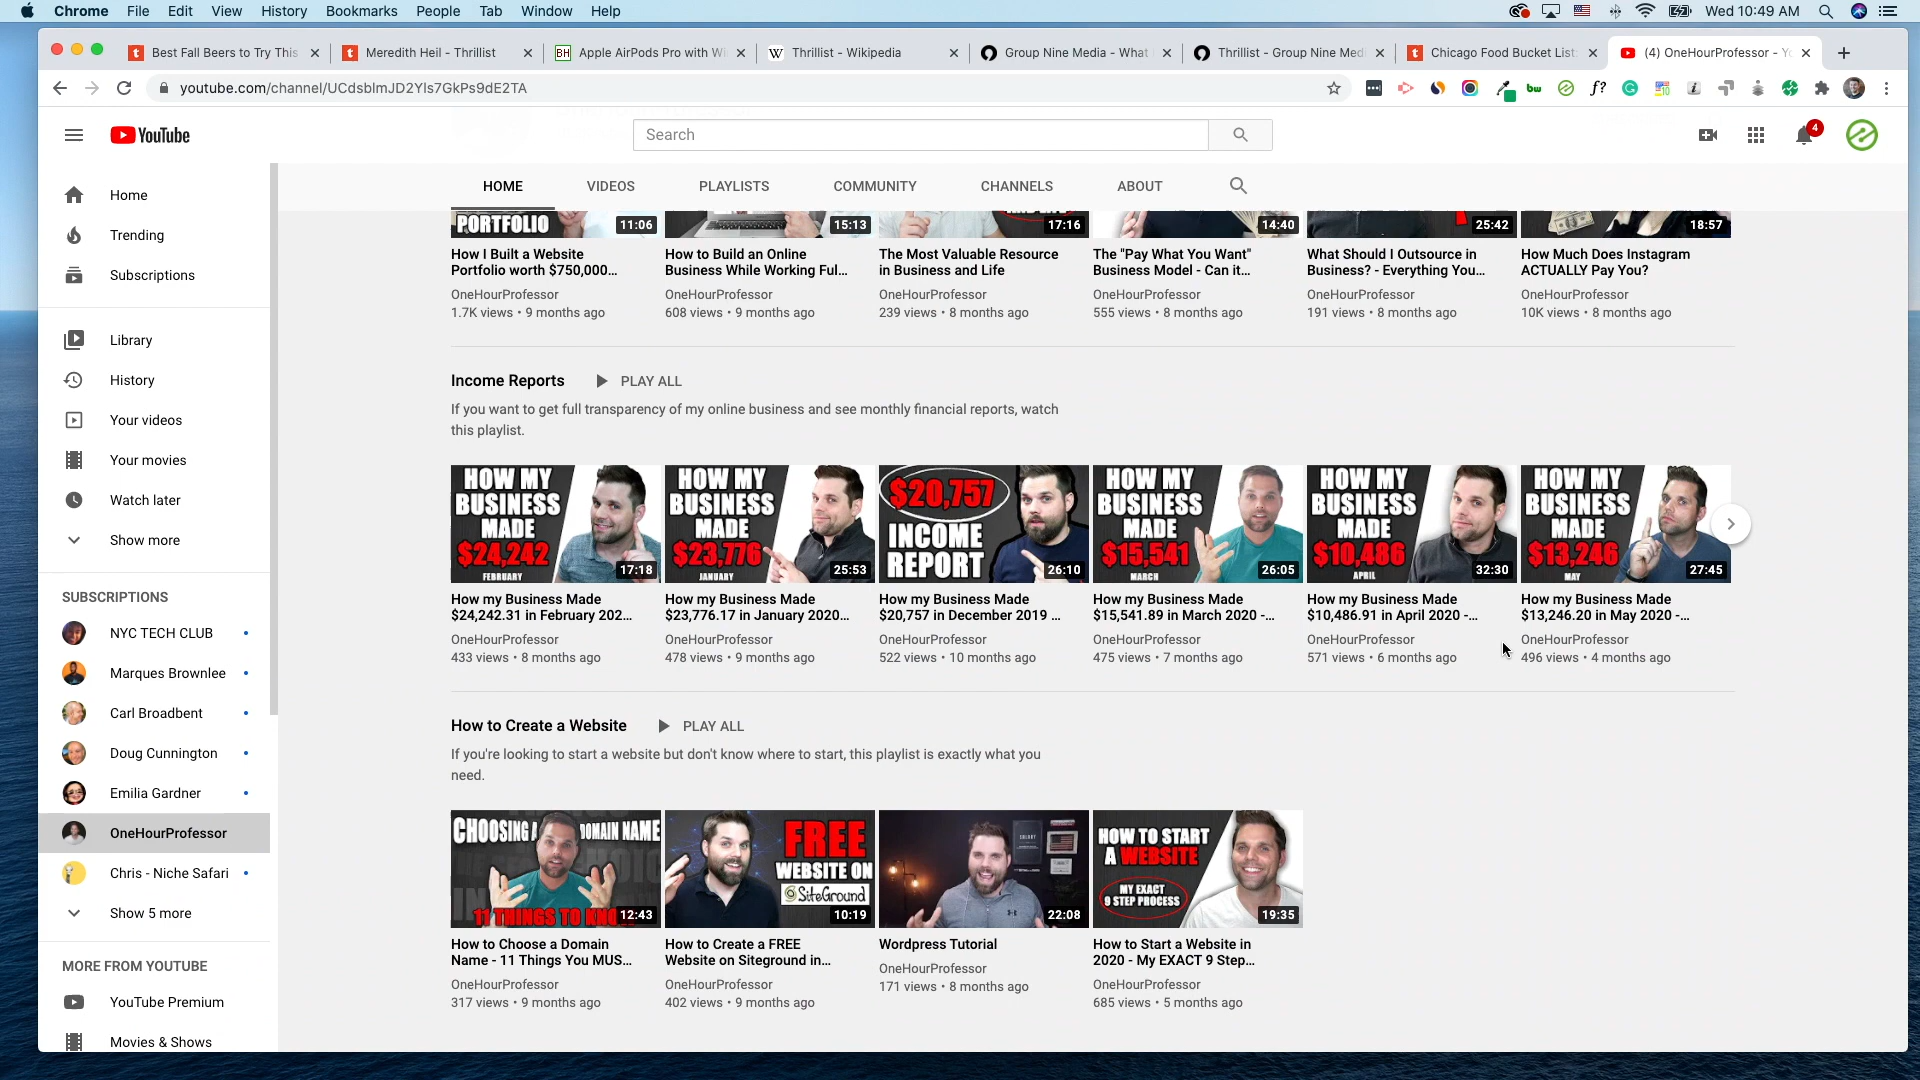 Chrome File Edit View History Bookmarks People Tab Window Help Wed 10:49 AM
Best Fall Beers to Try This
Meredith Heil - Thrillist
Apple AirPods Pro with Wi
Thrillist - Wikipedia
Group Nine Media - What
Thrillist - Group Nine Med
Chicago Food Bucket List:
(4) OneHourProfessor - Yo
youtube.com/channel/UCdsblmJD2Yls7GkPs9dE2TA
YouTube
Search
4
HOME VIDEOS PLAYLISTS COMMUNITY CHANNELS ABOUT
Home
Trending
Subscriptions
Library
History
Your videos
Your movies
Watch later
Show more
SUBSCRIPTIONS
NYC TECH CLUB
Marques Brownlee
Carl Broadbent
Doug Cunnington
Emilia Gardner
OneHourProfessor
Chris - Niche Safari
Show 5 more
MORE FROM YOUTUBE
YouTube Premium
Movies & Shows
PORTFOLIO
11:06
How I Built a Website
Portfolio worth $750,000...
OneHourProfessor
1.7K views • 9 months ago
15:13
How to Build an Online
Business While Working Ful...
OneHourProfessor
608 views • 9 months ago
17:16
The Most Valuable Resource
in Business and Life
OneHourProfessor
239 views • 8 months ago
14:40
The "Pay What You Want"
Business Model - Can it...
OneHourProfessor
555 views • 8 months ago
25:42
What Should I Outsource in
Business? - Everything You...
OneHourProfessor
191 views • 8 months ago
18:57
How Much Does Instagram
ACTUALLY Pay You?
OneHourProfessor
10K views • 8 months ago
Income Reports PLAY ALL
If you want to get full transparency of my online business and see monthly financial reports, watch
this playlist.
HOW MY
BUSINESS
MADE
$24,242
FEBRUARY
17:18
How my Business Made
$24,242.31 in February 202...
OneHourProfessor
433 views • 8 months ago
HOW MY
BUSINESS
MADE
$23,776
JANUARY
25:53
How my Business Made
$23,776.17 in January 2020...
OneHourProfessor
478 views • 9 months ago
$20,757
INCOME
REPORT
26:10
How my Business Made
$20,757 in December 2019 ...
OneHourProfessor
522 views • 10 months ago
HOW MY
BUSINESS
MADE
$15,541
MARCH
26:05
How my Business Made
$15,541.89 in March 2020 -...
OneHourProfessor
475 views • 7 months ago
HOW MY
BUSINESS
MADE
$10,486
APRIL
32:30
How my Business Made
$10,486.91 in April 2020 -...
OneHourProfessor
571 views • 6 months ago
HOW MY
BUSINESS
MADE
$13,246
MAY
27:45
How my Business Made
$13,246.20 in May 2020 -...
OneHourProfessor
496 views • 4 months ago
How to Create a Website PLAY ALL
If you're looking to start a website but don't know where to start, this playlist is exactly what you
need.
CHOOSING DOMAIN NAME
11 THINGS TO KNO
12:43
How to Choose a Domain
Name - 11 Things You MUS...
OneHourProfessor
317 views • 9 months ago
FREE
WEBSITE ON
SiteGround
10:19
How to Create a FREE
Website on Siteground in...
OneHourProfessor
402 views • 9 months ago
22:08
Wordpress Tutorial
OneHourProfessor
171 views • 8 months ago
HOW TO START
A WEBSITE
MY EXACT
9 STEP PROCESS
19:35
How to Start a Website in
2020 - My EXACT 9 Step...
OneHourProfessor
685 views • 5 months ago